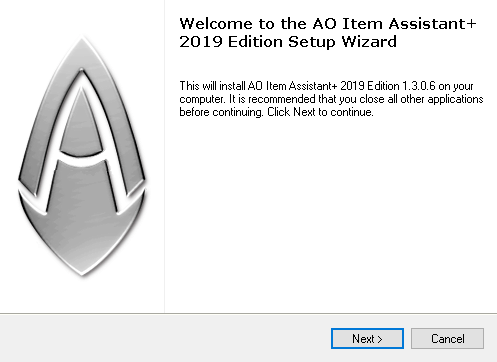 Welcome to the AO Item Assistant+
2019 Edition Setup Wizard
This will install AO Item Assistant+ 2019 Edition 1.3.0.6 on your
computer. It is recommended that you close all other applications
before continuing. Click Next to continue.
Next >
Cancel